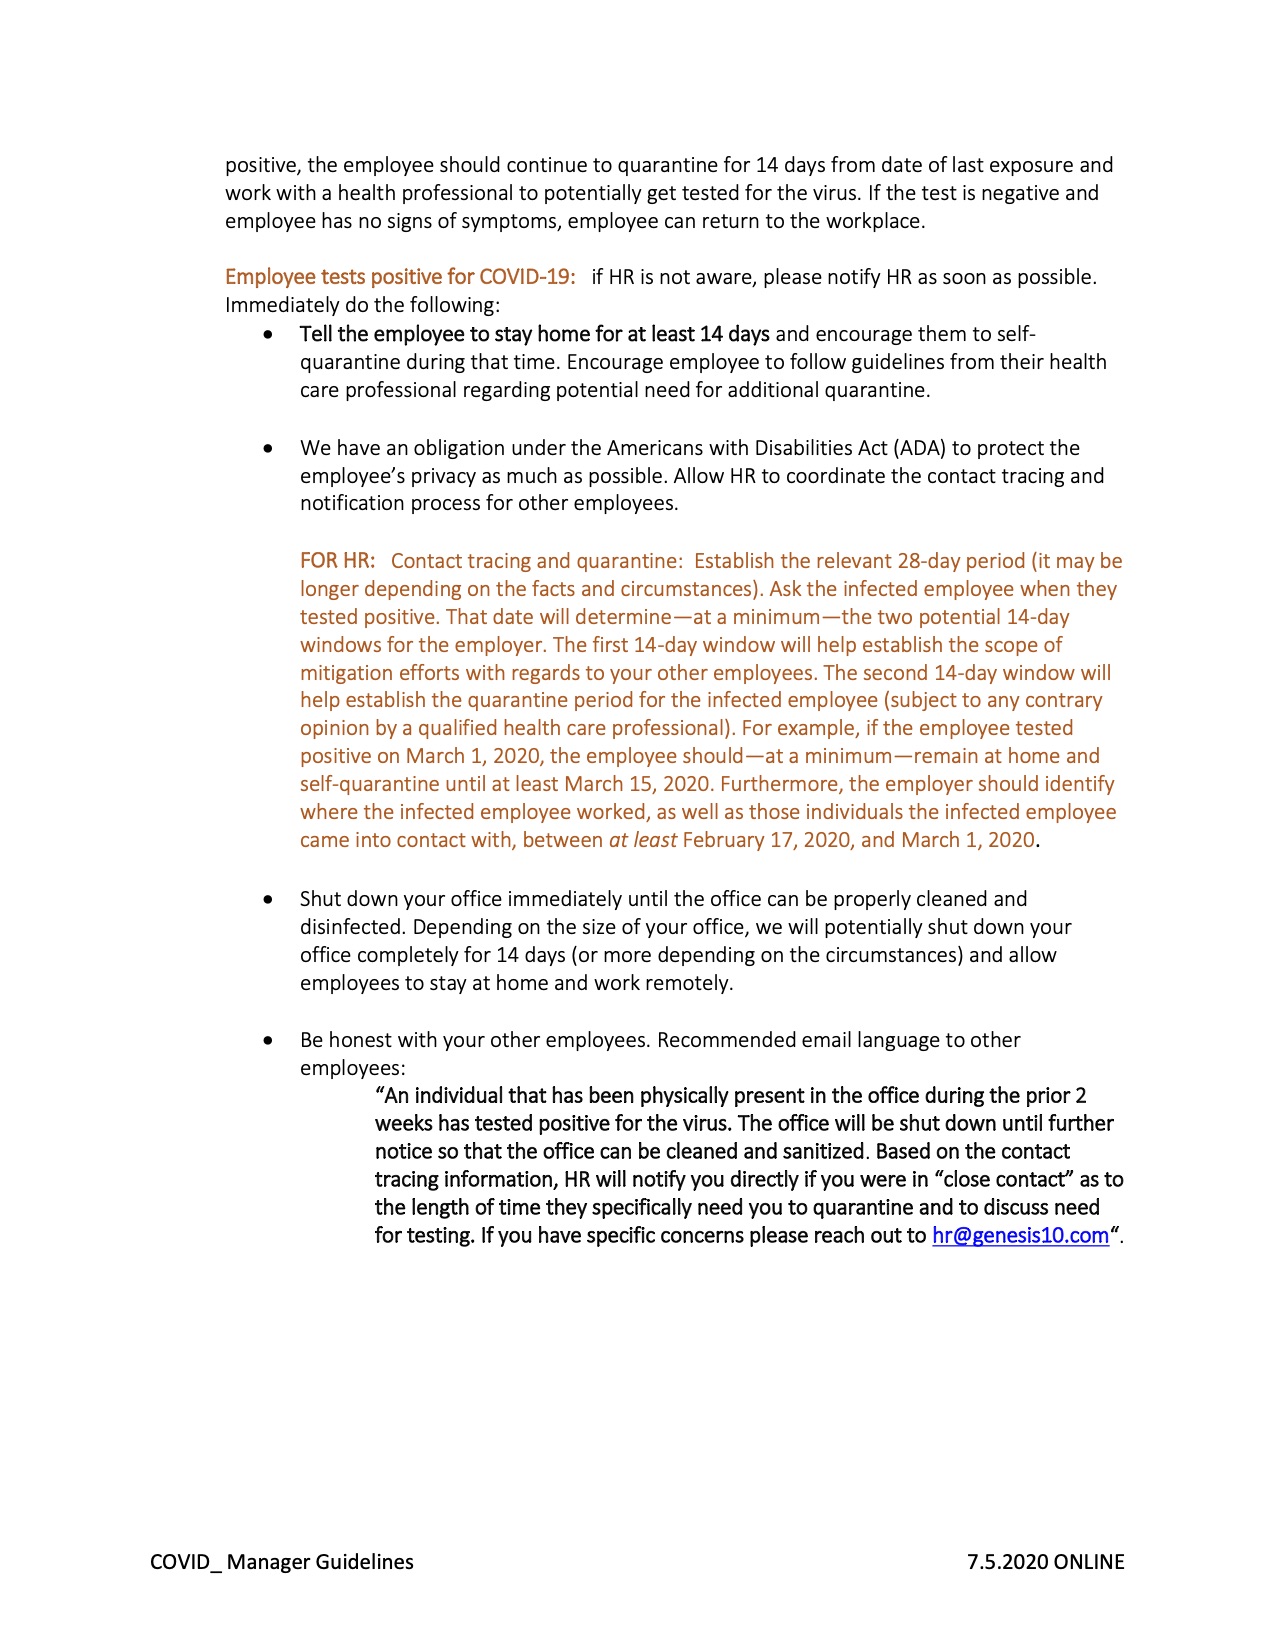 positive, the employee should continue to quarantine for 14 days from date of last exposure and
work with a health professional to potentially get tested for the virus. If the test is negative and
employee has no signs of symptoms, employee can return to the workplace.
Employee tests positive for COVID-19:   if HR is not aware, please notify HR as soon as possible.
Immediately do the following:
• Tell the employee to stay home for at least 14 days and encourage them to self-
quarantine during that time. Encourage employee to follow guidelines from their health
care professional regarding potential need for additional quarantine.
• We have an obligation under the Americans with Disabilities Act (ADA) to protect the
employee’s privacy as much as possible. Allow HR to coordinate the contact tracing and
notification process for other employees.
FOR HR:   Contact tracing and quarantine:  Establish the relevant 28-day period (it may be
longer depending on the facts and circumstances). Ask the infected employee when they
tested positive. That date will determine—at a minimum—the two potential 14-day
windows for the employer. The first 14-day window will help establish the scope of
mitigation efforts with regards to your other employees. The second 14-day window will
help establish the quarantine period for the infected employee (subject to any contrary
opinion by a qualified health care professional). For example, if the employee tested
positive on March 1, 2020, the employee should—at a minimum—remain at home and
self-quarantine until at least March 15, 2020. Furthermore, the employer should identify
where the infected employee worked, as well as those individuals the infected employee
came into contact with, between at least February 17, 2020, and March 1, 2020.
• Shut down your office immediately until the office can be properly cleaned and
disinfected. Depending on the size of your office, we will potentially shut down your
office completely for 14 days (or more depending on the circumstances) and allow
employees to stay at home and work remotely.
• Be honest with your other employees. Recommended email language to other
employees:
“An individual that has been physically present in the office during the prior 2
weeks has tested positive for the virus. The office will be shut down until further
notice so that the office can be cleaned and sanitized. Based on the contact
tracing information, HR will notify you directly if you were in “close contact” as to
the length of time they specifically need you to quarantine and to discuss need
for testing. If you have specific concerns please reach out to hr@genesis10.com“.
COVID_ Manager Guidelines
7.5.2020 ONLINE